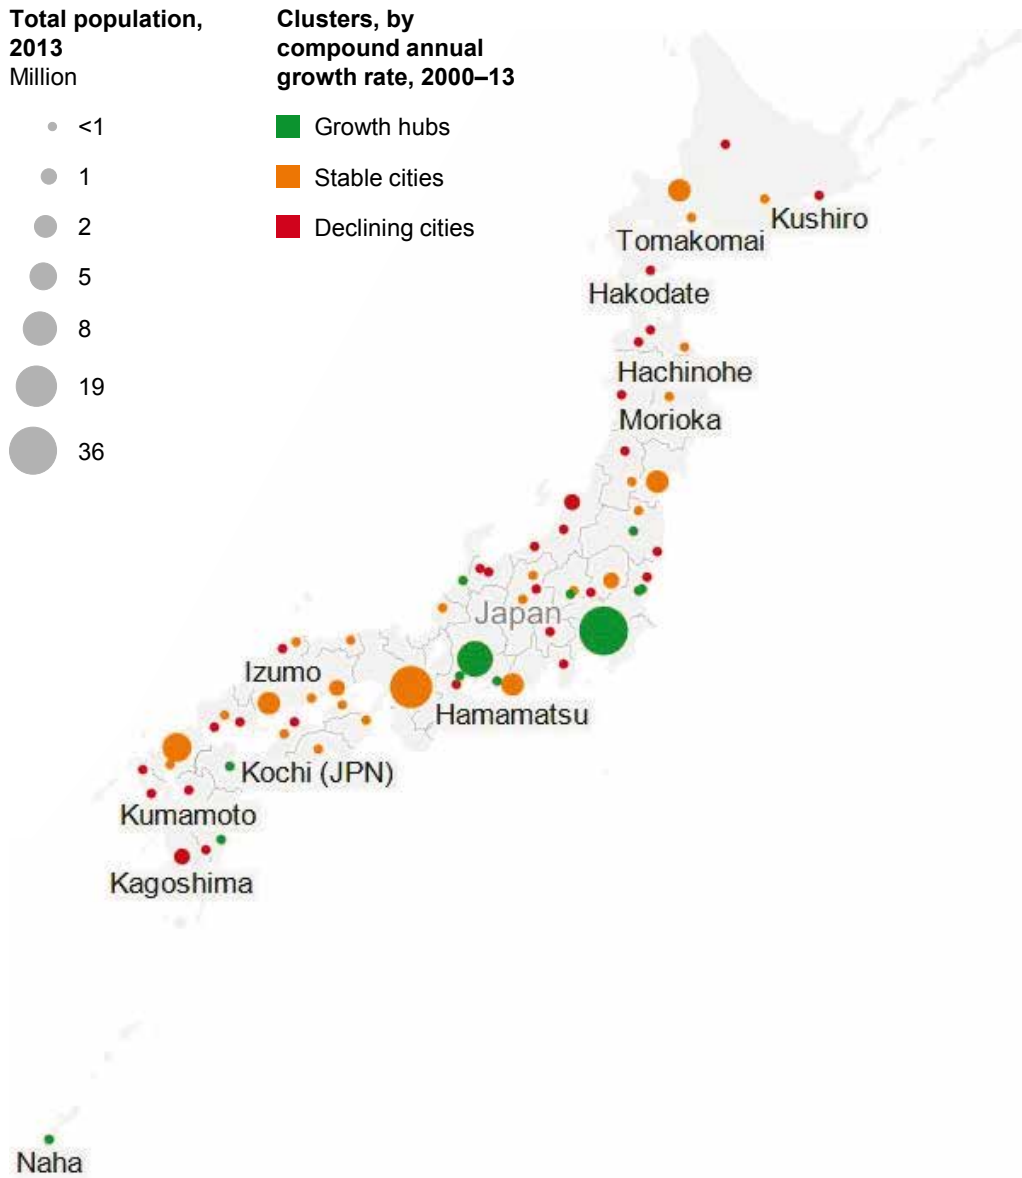 Total population,
2013
Million
<1
1
2
5
8
19
36
Clusters, by
compound annual
growth rate, 2000–13
Growth hubs
Stable cities
Declining cities
Kushiro
Tomakomai
Hakodate
Hachinohe
Morioka
Japan
Izumo
Hamamatsu
Kochi (JPN)
Kumamoto
Kagoshima
Naha